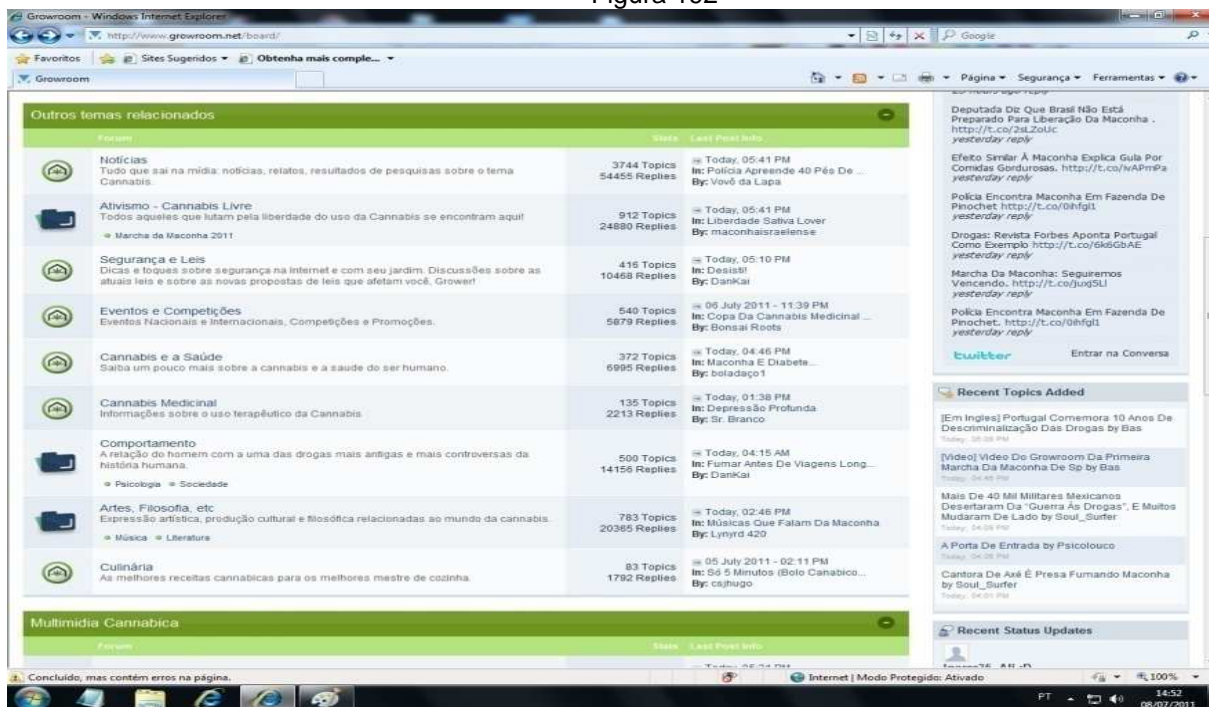 Growroom - Windows Internet Explorer
http://www.growroom.net/board/
Google
Favoritos Sites Sugeridos Obtenha mais comple...
Growroom
Página Segurança Ferramentas
Outros temas relacionados
Forum Stats Last Post Info
Notícias
Tudo que sai na mídia: notícias, relatos, resultados de pesquisas sobre o tema
Cannabis.
3744 Topics
54455 Replies
Today, 05:41 PM
In: Polícia Apreende 40 Pés De ...
By: Vovô da Lapa
Ativismo - Cannabis Livre
Todos aqueles que lutam pela liberdade do uso da Cannabis se encontram aqui!
Marcha da Maconha 2011
912 Topics
24880 Replies
Today, 05:41 PM
In: Liberdade Sativa Lover
By: maconhaisraelense
Segurança e Leis
Dicas e toques sobre segurança na internet e com seu jardim. Discussões sobre as
atuais leis e sobre as novas propostas de leis que afetam você, Grower!
416 Topics
10468 Replies
Today, 05:10 PM
In: Desisti!
By: DanKai
Eventos e Competições
Eventos Nacionais e Internacionais, Competições e Promoções.
540 Topics
5879 Replies
06 July 2011 - 11:39 PM
In: Copa Da Cannabis Medicinal ...
By: Bonsai Roots
Cannabis e a Saúde
Saiba um pouco mais sobre a cannabis e a saude do ser humano.
372 Topics
6995 Replies
Today, 04:46 PM
In: Maconha E Diabete...
By: boladaço1
Cannabis Medicinal
Informações sobre o uso terapêutico da Cannabis
135 Topics
2213 Replies
Today, 01:38 PM
In: Depressão Profunda
By: Sr. Branco
Comportamento
A relação do homem com a uma das drogas mais antigas e mais controversas da
história humana.
Psicologia Sociedade
500 Topics
14156 Replies
Today, 04:15 AM
In: Fumar Antes De Viagens Long...
By: DanKai
Artes, Filosofia, etc
Expressão artística, produção cultural e filosófica relacionadas ao mundo da cannabis.
Música Literatura
783 Topics
20365 Replies
Today, 02:46 PM
In: Músicas Que Falam Da Maconha
By: Lynyrd 420
Culinária
As melhores receitas cannabicas para os melhores mestre de cozinha.
83 Topics
1792 Replies
05 July 2011 - 02:11 PM
In: Só 5 Minutos (Bolo Canabico...
By: csjhugo
Multimidia Cannabica
Forum Stats Last Post Info
Deputada Diz Que Brasil Não Está
Preparado Para Liberação Da Maconha .
http://t.co/2sLZoUc
yesterday reply
Efeito Similar À Maconha Explica Gula Por
Comidas Gordurosas. http://t.co/wAPmPa
yesterday reply
Polícia Encontra Maconha Em Fazenda De
Pinochet http://t.co/0ihfgl1
yesterday reply
Drogas: Revista Forbes Aponta Portugal
Como Exemplo http://t.co/6k6GbAE
yesterday reply
Marcha Da Maconha: Seguiremos
Vencendo. http://t.co/juxj5Ll
yesterday reply
Polícia Encontra Maconha Em Fazenda De
Pinochet. http://t.co/0ihfgl1
yesterday reply
twitter Entrar na Conversa
Recent Topics Added
[Em Ingles] Portugal Comemora 10 Anos De
Descriminalização Das Drogas by Bas
[Video] Video Do Growroom Da Primeira
Marcha Da Maconha De Sp by Bas
Mais De 40 Mil Militares Mexicanos
Desertaram Da "Guerra Às Drogas", E Muitos
Mudaram De Lado by Soul_Surfer
A Porta De Entrada by Psicolouco
Cantora De Axé É Presa Fumando Maconha
by Soul_Surfer
Today, 04:01 PM
Recent Status Updates
Concluído, mas contém erros na página.
Internet | Modo Protegido: Ativado
100%
PT
14:52
08/07/2011